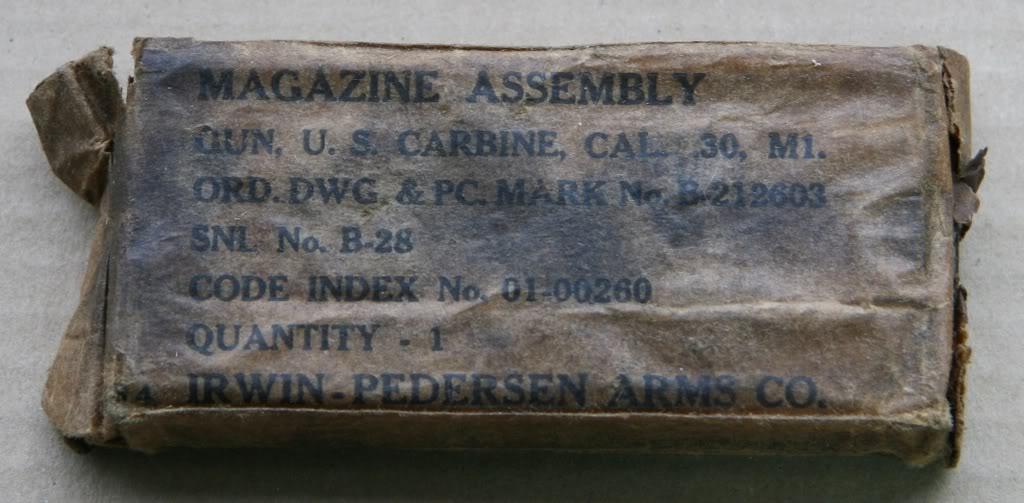 MAGAZINE ASSEMBLY
GUN, U. S. CARBINE, CAL. .30, M1.
ORD. DWG. & PC. MARK No. B-212603
SNL No. B-28
CODE INDEX No. 01-00260
QUANTITY - 1
IRWIN-PEDERSEN ARMS CO.